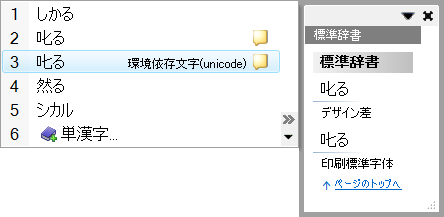 1 しかる
2 叱る
3 𠮟る 環境依存文字(unicode)
4 然る
5 シカル
6 単漢字...
標準辞書
標準辞書
叱る
デザイン差
𠮟る
印刷標準字体
ページのトップへ